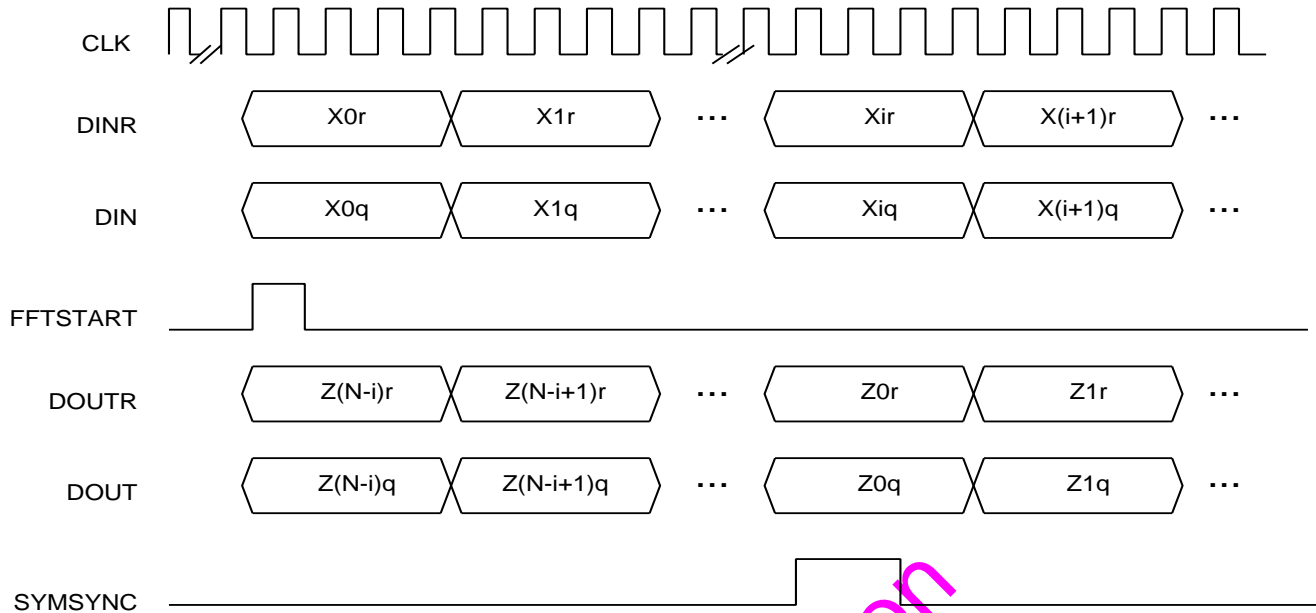 CLK
DINR X0r X1r ... Xir X(i+1)r ...
DIN X0q X1q ... Xiq X(i+1)q ...
FFTSTART
DOUTR Z(N-i)r Z(N-i+1)r ... Z0r Z1r ...
DOUT Z(N-i)q Z(N-i+1)q ... Z0q Z1q ...
SYMSYNC
on